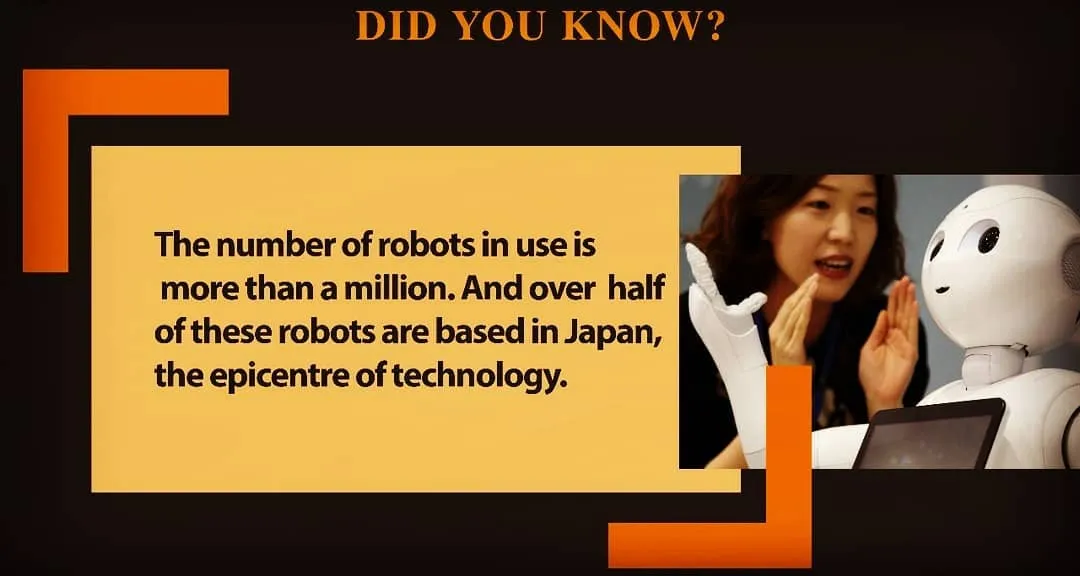 DID YOU KNOW?
The number of robots in use is
more than a million. And over half
of these robots are based in Japan,
the epicentre of technology.